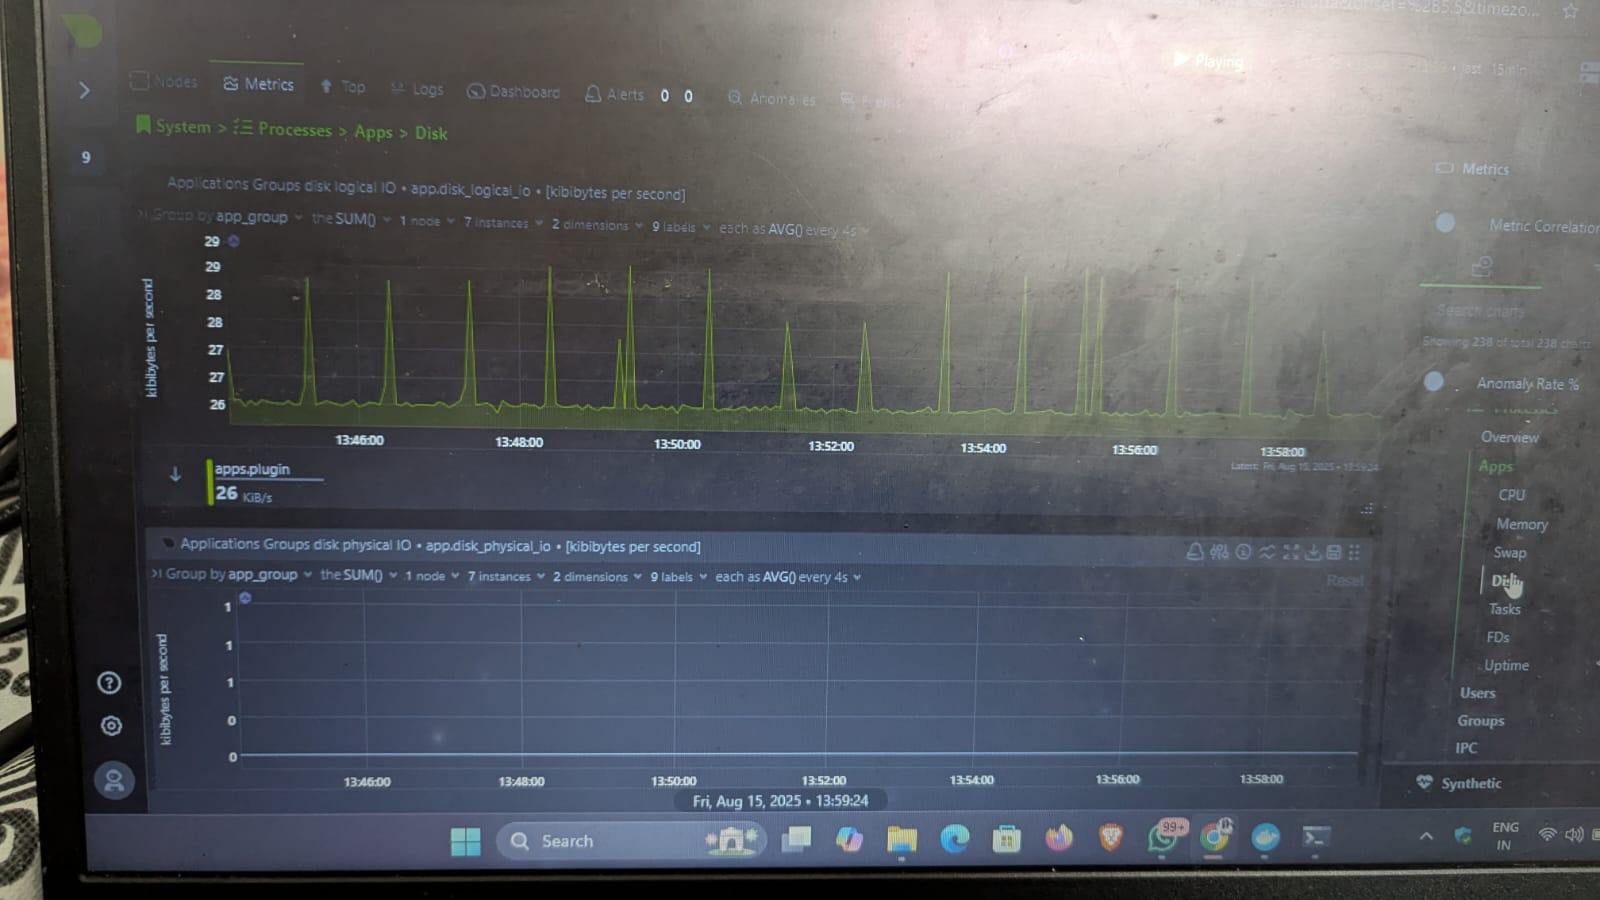 Playing
last 15min
Nodes Metrics Top Logs Dashboard Alerts 0 0 Anomalies
System > Processes > Apps > Disk
9
Applications Groups disk logical IO • app.disk_logical_io • [kibibytes per second]
Group by app_group the SUM() 1 node 7 instances 2 dimensions 9 labels each as AVG() every 4s
kibibytes per second
29
29
28
28
27
27
26
13:46:00 13:48:00 13:50:00 13:52:00 13:54:00 13:56:00 13:58:00
Latest: Fri, Aug 15, 2025 • 13:59:24
apps.plugin
26 KiB/s
Applications Groups disk physical IO • app.disk_physical_io • [kibibytes per second]
Group by app_group the SUM() 1 node 7 instances 2 dimensions 9 labels each as AVG() every 4s
Reset
kibibytes per second
1
1
1
0
0
13:46:00 13:48:00 13:50:00 13:52:00 13:54:00 13:56:00 13:58:00
Fri, Aug 15, 2025 • 13:59:24
Metrics
Metric Correlation
Search charts
Showing 238 of total 238 charts
Anomaly Rate %
Processes
Overview
Apps
CPU
Memory
Swap
Disk
Tasks
FDs
Uptime
Users
Groups
IPC
Synthetic
Search
99+
ENG
IN